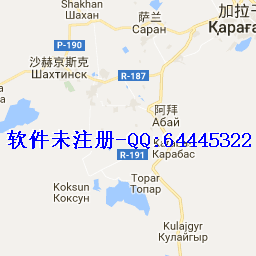 Shakhan
Шахан
萨兰
Саран
加拉干
Қараға
P-190
沙赫京斯克
Шахтинск
R-187
阿拜
Абай
软件未注册-QQ:64445322
R-191
Карабас
Topar
Топар
Koksun
Коксун
Kulajgyr
Кулайгыр